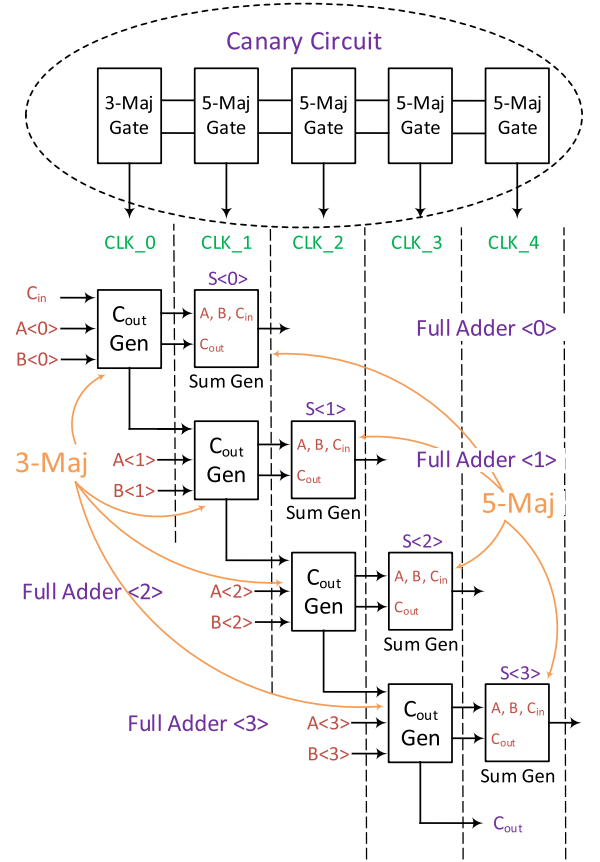 Canary Circuit
3-Maj Gate
5-Maj Gate
5-Maj Gate
5-Maj Gate
5-Maj Gate
CLK_0
CLK_1
CLK_2
CLK_3
CLK_4
S<0>
Cin
A<0>
B<0>
Cout
Gen
A, B, Cin
Cout
Sum Gen
Full Adder <0>
S<1>
3-Maj
A<1>
B<1>
Cout
Gen
A, B, Cin
Cout
Sum Gen
Full Adder <1>
5-Maj
S<2>
Full Adder <2>
A<2>
B<2>
Cout
Gen
A, B, Cin
Cout
Sum Gen
S<3>
Full Adder <3>
A<3>
B<3>
Cout
Gen
A, B, Cin
Cout
Sum Gen
Cout